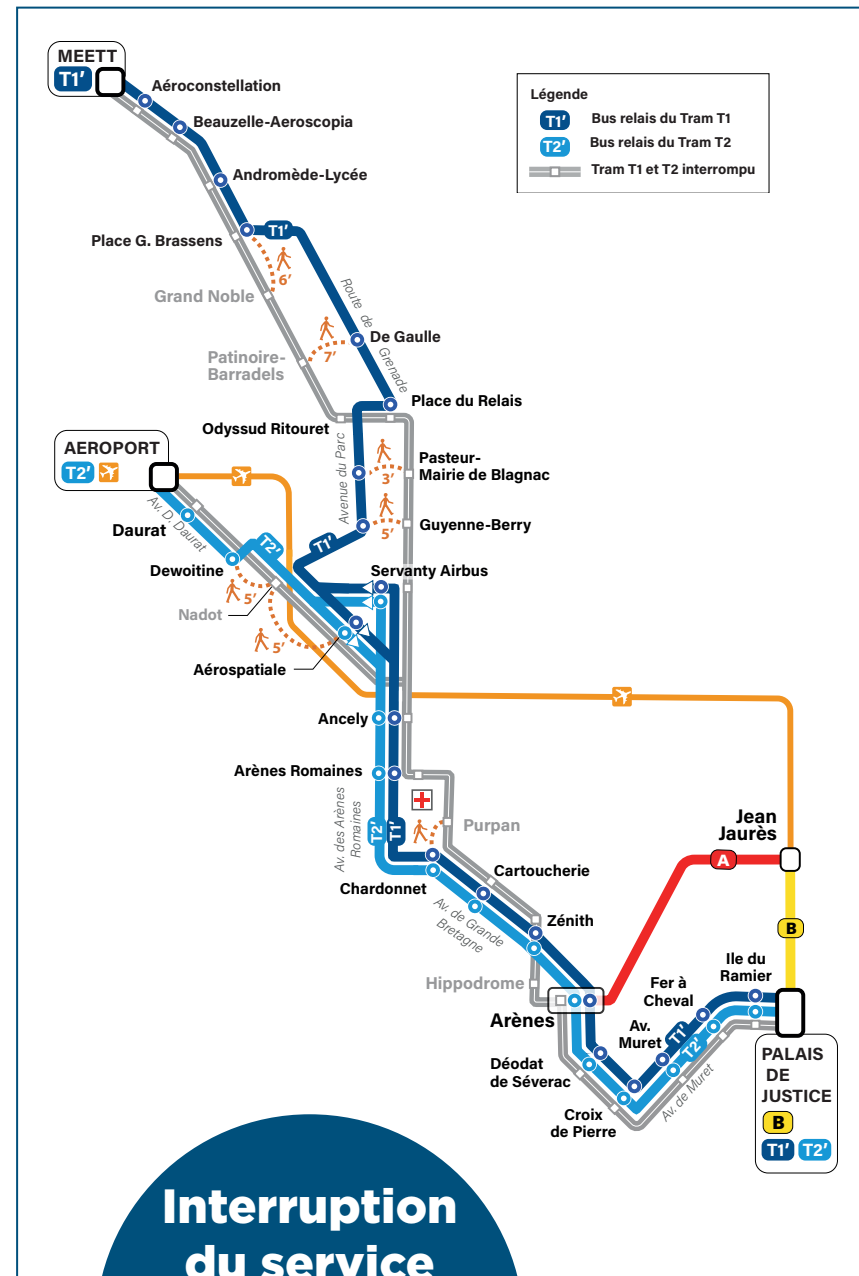 MEETT
T1'
Aéroconstellation
Beauzelle-Aeroscopia
Andromède-Lycée
Place G. Brassens
T1'
6'
Grand Noble
Route de Grenade
De Gaulle
7'
Patinoire-
Barradels
Place du Relais
Odyssud Ritouret
Légende
T1' Bus relais du Tram T1
T2' Bus relais du Tram T2
Tram T1 et T2 interrompu
AEROPORT
T2'
Av. D. Daurat
Daurat
Dewoitine
T2'
Avenue du Parc
Pasteur-
Mairie de Blagnac
3'
Guyenne-Berry
5'
T1'
Servanty Airbus
5'
Nadot
5'
Aérospatiale
Ancely
Arènes Romaines
Av. des Arènes
Romaines
T2'
T1'
Purpan
Chardonnet
Cartoucherie
Av. de Grande
Bretagne
Zénith
Hippodrome
Arènes
Jean
Jaurès
A
B
Ile du
Ramier
Fer à
Cheval
Av.
Muret
T1'
T2'
Déodat
de Séverac
Croix
de Pierre
Av. de Muret
PALAIS
DE
JUSTICE
B
T1' T2'
Interruption
du service